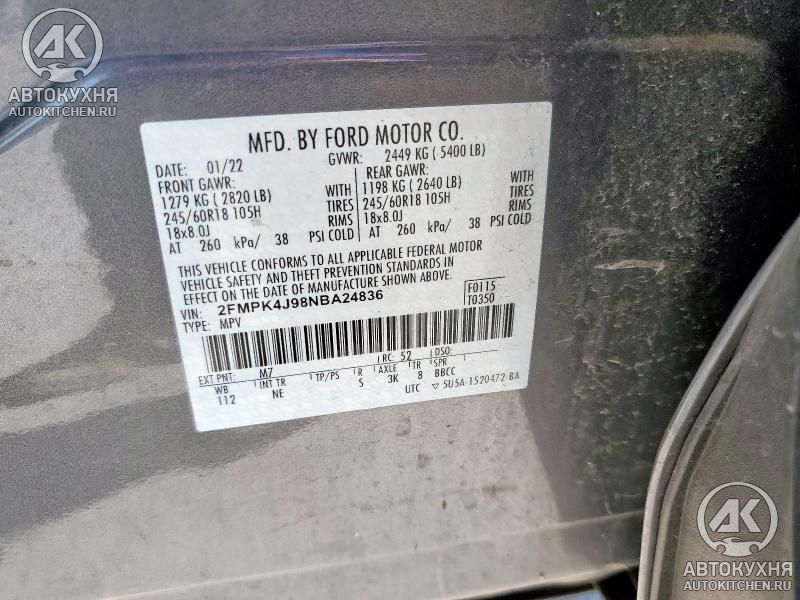 AK
АВТОКУХНЯ
AUTOKITCHEN.RU
MFD. BY FORD MOTOR CO.
DATE: 01/22 GVWR: 2449 KG ( 5400 LB)
FRONT GAWR: REAR GAWR:
1279 KG ( 2820 LB) WITH 1198 KG ( 2640 LB) WITH
245/60R18 105H TIRES 245/60R18 105H TIRES
18x8.0J RIMS 18x8.0J RIMS
AT 260 kPa/ 38 PSI COLD AT 260 kPa/ 38 PSI COLD
THIS VEHICLE CONFORMS TO ALL APPLICABLE FEDERAL MOTOR
VEHICLE SAFETY AND THEFT PREVENTION STANDARDS IN
EFFECT ON THE DATE OF MANUFACTURE SHOWN ABOVE.
VIN: 2FMPK4J98NBA24836 F0115
TYPE: MPV T0350
EXT PNT: M7 RC: 52 DSO:
WB INT TR TP/PS R AXLE TR SPR
112 NE S 3K 8 BBCC
UTC ▽ 5U5A-1520472-BA
AK
АВТОКУХНЯ
AUTOKITCHEN.RU